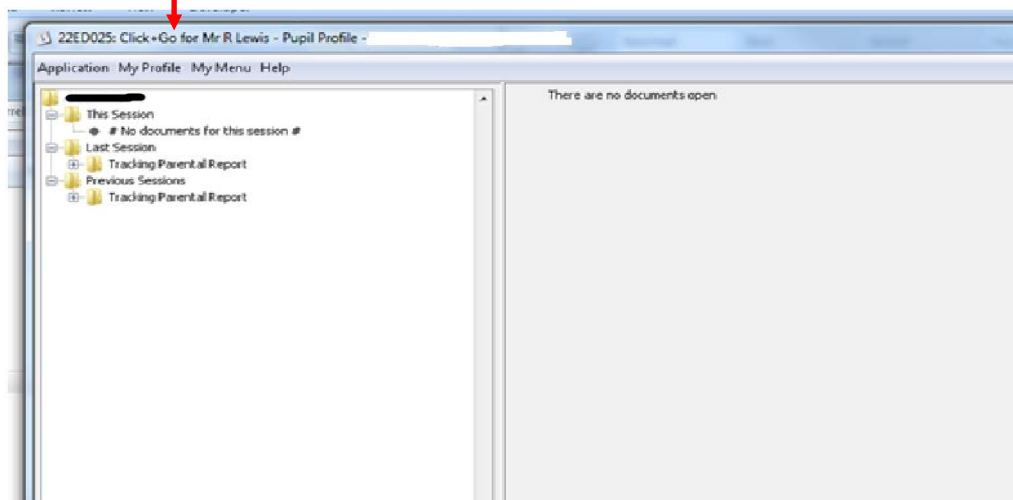 22ED025: Click+Go for Mr R Lewis - Pupil Profile -
Application My Profile My Menu Help
This Session
# No documents for this session #
Last Session
Tracking Parental Report
Previous Sessions
Tracking Parental Report
There are no documents open